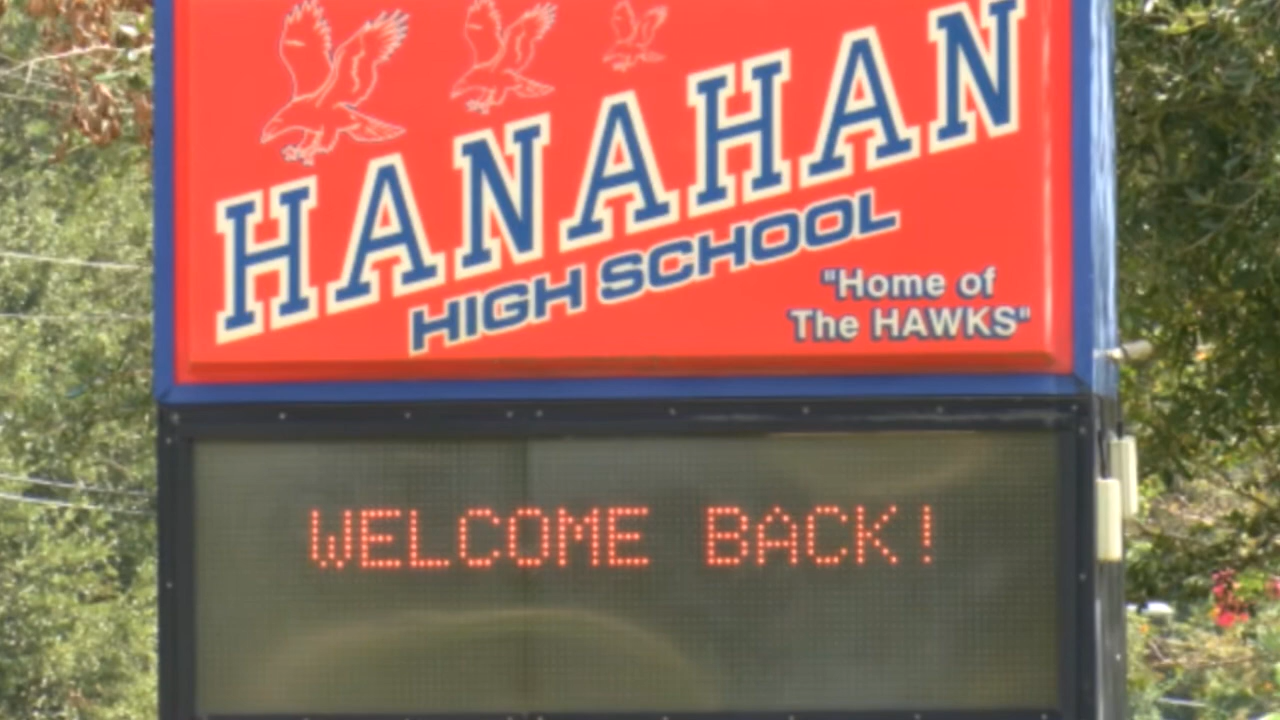 HANAHAN
HIGH SCHOOL
"Home of
The HAWKS"
WELCOME BACK!